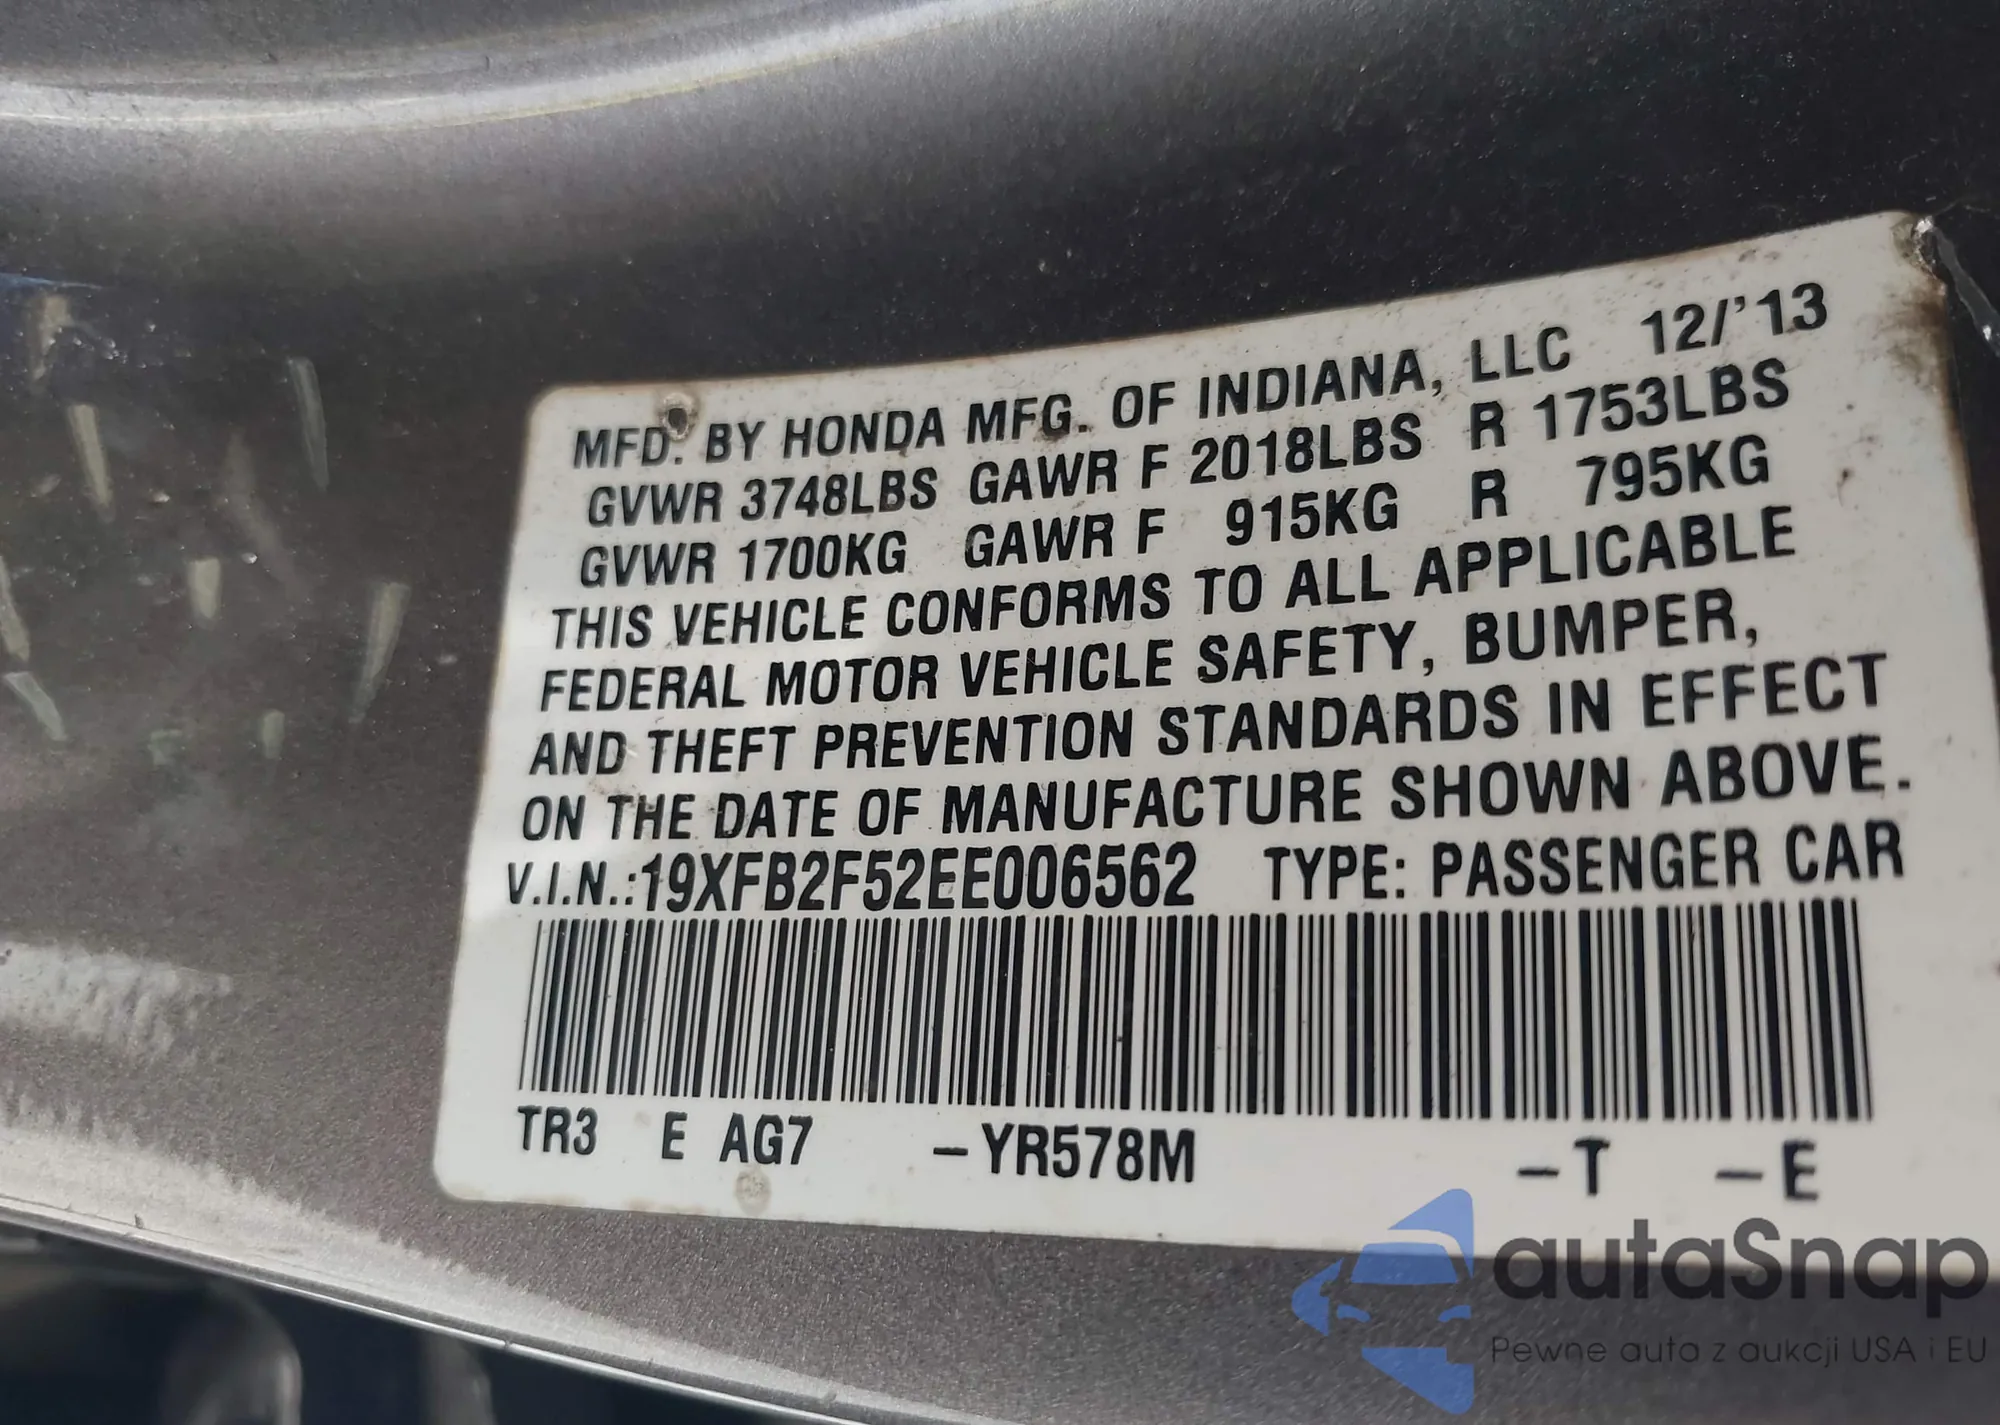 MFD. BY HONDA MFG. OF INDIANA, LLC 12/'13
GVWR 3748LBS GAWR F 2018LBS R 1753LBS
GVWR 1700KG GAWR F 915KG R 795KG
THIS VEHICLE CONFORMS TO ALL APPLICABLE
FEDERAL MOTOR VEHICLE SAFETY, BUMPER,
AND THEFT PREVENTION STANDARDS IN EFFECT
ON THE DATE OF MANUFACTURE SHOWN ABOVE.
V.I.N.:19XFB2F52EE006562 TYPE: PASSENGER CAR
TR3 E AG7 –YR578M –T –E
autaSnap
Pewne auta z aukcji USA i EU